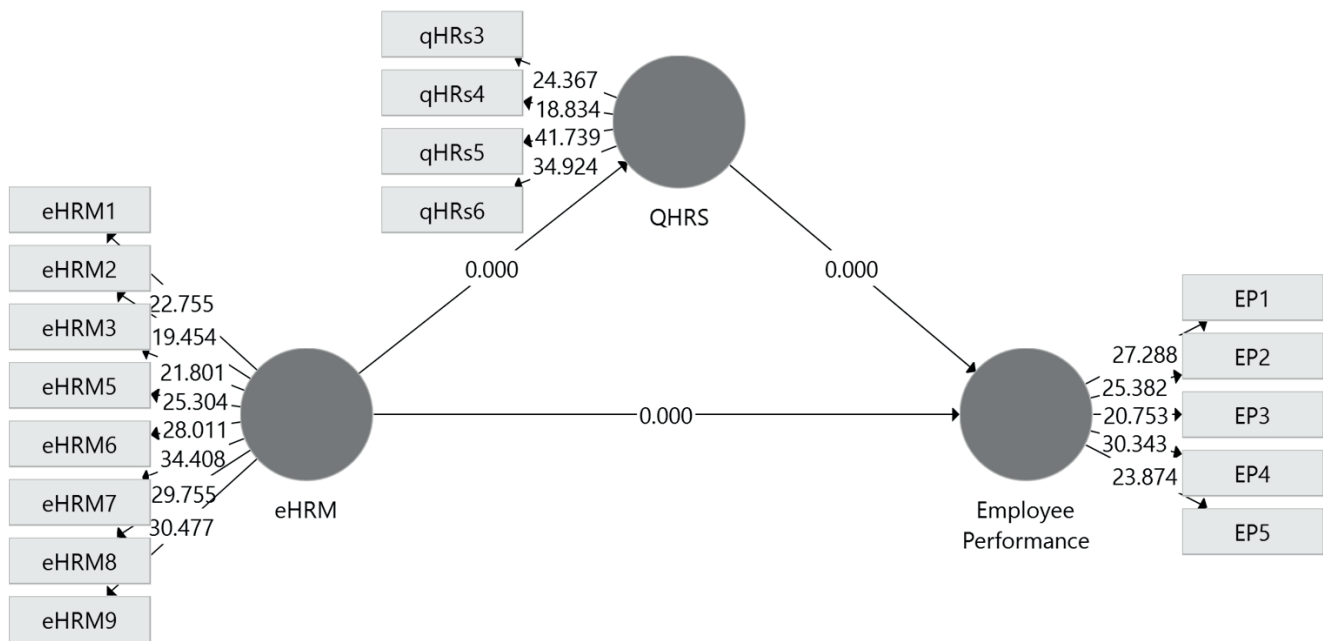 qHRs3
24.367
qHRs4
18.834
41.739
qHRs5
34.924
qHRs6
QHRS
eHRM1
eHRM2
22.755
eHRM3
19.454
21.801
eHRM5
25.304
28.011
eHRM6
34.408
eHRM7
29.755
30.477
eHRM8
eHRM9
eHRM
0.000
0.000
0.000
Employee
Performance
EP1
27.288
EP2
25.382
20.753
EP3
30.343
EP4
23.874
EP5